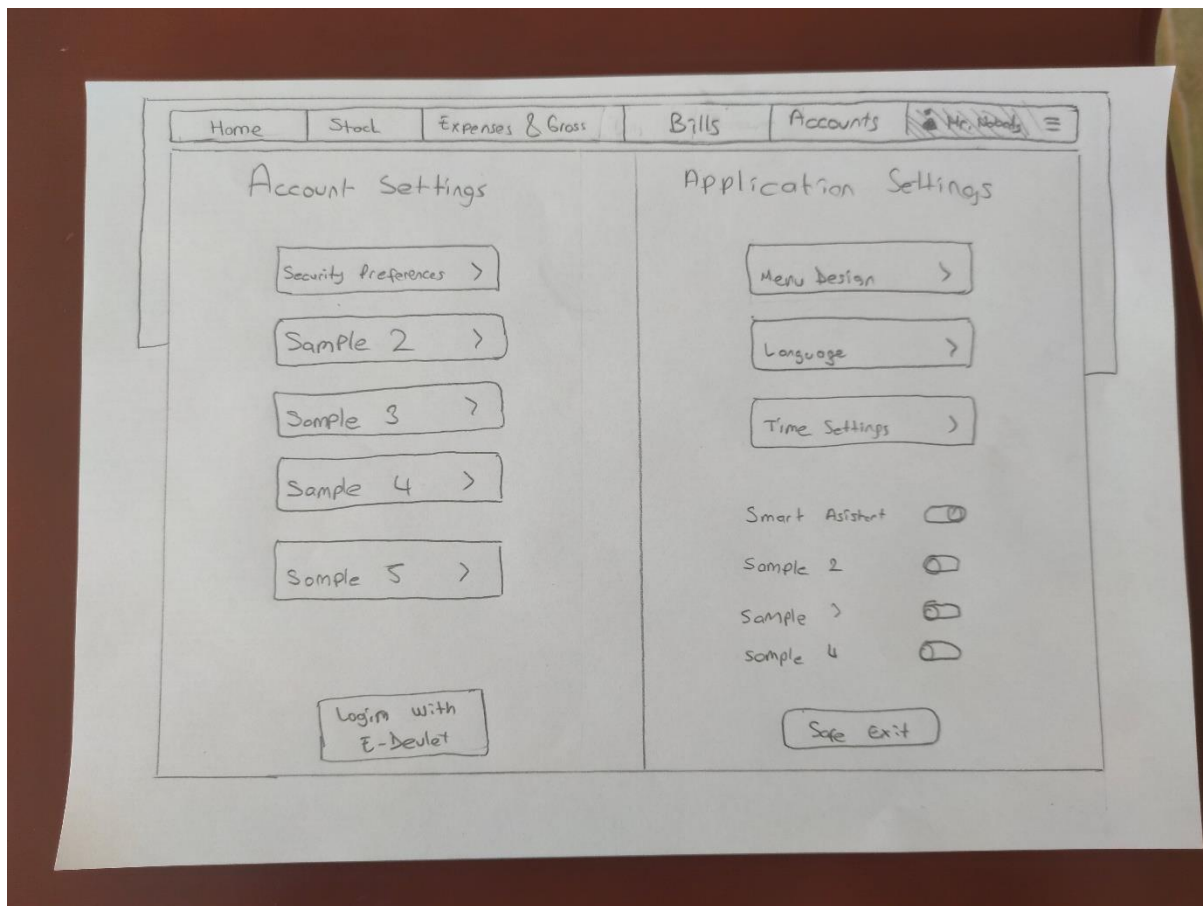 Home Stock Expenses & Gross Bills Accounts Mr. Nobody
Account Settings
Security Preferences >
Sample 2 >
Sample 3 >
Sample 4 >
Sample 5 >
Login with
E-Devlet
Application Settings
Menu Design >
Language >
Time Settings >
Smart Asistant
Sample 2
Sample 3
Sample 4
Safe Exit